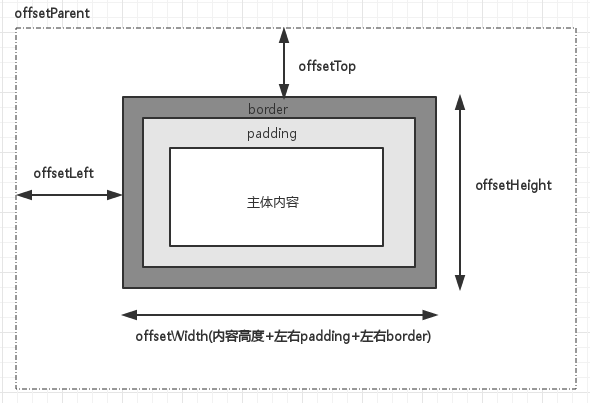 offsetParent
offsetTop
border
padding
offsetLeft
offsetHeight
主体内容
offsetWidth(内容高度+左右padding+左右border)